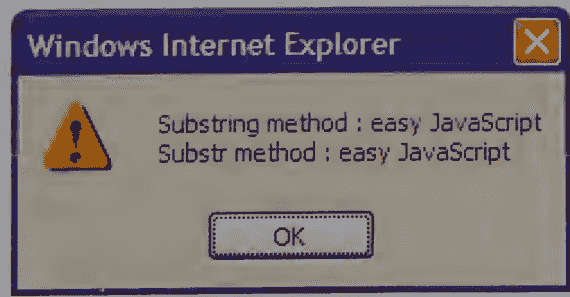 Windows Internet Explorer
Substring method : easy JavaScript
Substr method : easy JavaScript
OK